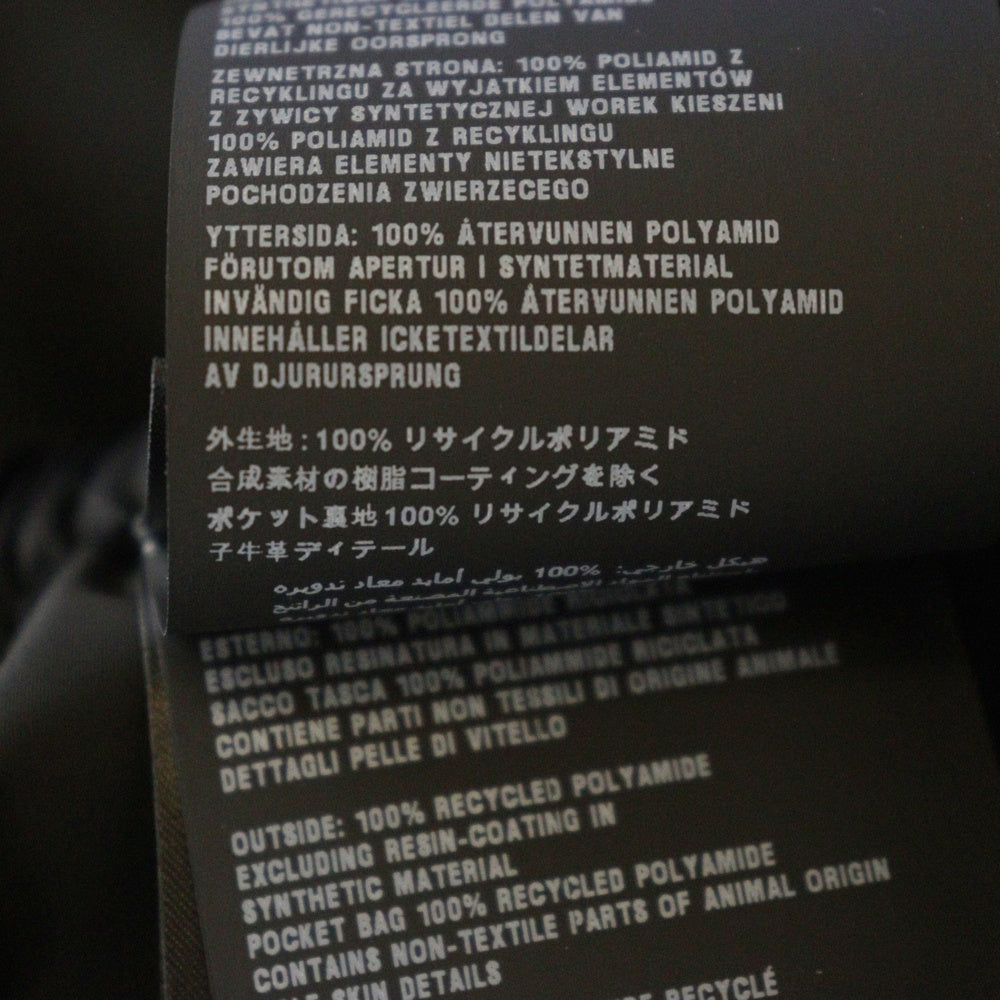 100% GERECYCLEERDE POLYAMIDE
BEVAT NON-TEXTIEL DELEN VAN
DIERLIJKE OORSPRONG
ZEWNETRZNA STRONA: 100% POLIAMID Z
RECYKLINGU ZA WYJATKIEM ELEMENTÓW
Z ZYWICY SYNTETYCZNEJ WOREK KIESZENI
100% POLIAMID Z RECYKLINGU
ZAWIERA ELEMENTY NIETEKSTYLNE
POCHODZENIA ZWIERZECEGO
YTTERSIDA: 100% ÅTERVUNNEN POLYAMID
FÖRUTOM APERTUR I SYNTETMATERIAL
INVÄNDIG FICKA 100% ÅTERVUNNEN POLYAMID
INNEHÅLLER ICKETEXTILDELAR
AV DJURURSPRUNG
外生地:100% リサイクルポリアミド
合成素材の樹脂コーティングを除く
ポケット裏地100% リサイクルポリアミド
子牛革ディテール
هيكل خارجي: 100% بولي أمايد معاد تدويره
ESTERNO: 100% POLIAMMIDE RICICLATA
ESCLUSO RESINATURA IN MATERIALE SINTETICO
SACCO TASCA 100% POLIAMMIDE RICICLATA
CONTIENE PARTI NON TESSILI DI ORIGINE ANIMALE
DETTAGLI PELLE DI VITELLO
OUTSIDE: 100% RECYCLED POLYAMIDE
EXCLUDING RESIN-COATING IN
SYNTHETIC MATERIAL
POCKET BAG 100% RECYCLED POLYAMIDE
CONTAINS NON-TEXTILE PARTS OF ANIMAL ORIGIN
SKIN DETAILS
RECYCLÉ